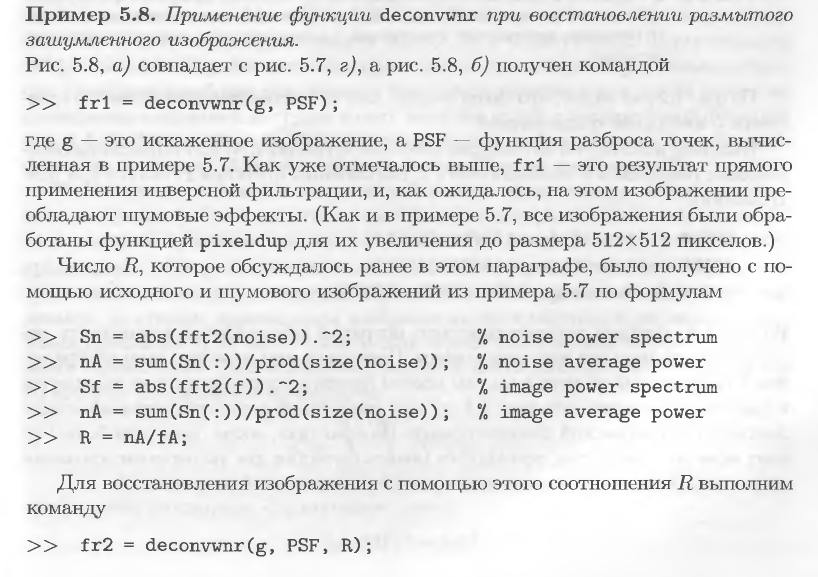 Пример 5.8. Применение функции deconvwnr при восстановлении размытого
зашумленного изображения.
Рис. 5.8, а) совпадает с рис. 5.7, г), а рис. 5.8, б) получен командой
>> fr1 = deconvwnr(g, PSF);
где g — это искаженное изображение, а PSF — функция разброса точек, вычис-
ленная в примере 5.7. Как уже отмечалось выше, fr1 — это результат прямого
применения инверсной фильтрации, и, как ожидалось, на этом изображении пре-
обладают шумовые эффекты. (Как и в примере 5.7, все изображения были обра-
ботаны функцией pixeldup для их увеличения до размера 512×512 пикселов.)
Число R, которое обсуждалось ранее в этом параграфе, было получено с по-
мощью исходного и шумового изображений из примера 5.7 по формулам
>> Sn = abs(fft2(noise)).^2; % noise power spectrum
>> nA = sum(Sn(:))/prod(size(noise)); % noise average power
>> Sf = abs(fft2(f)).^2; % image power spectrum
>> nA = sum(Sn(:))/prod(size(noise)); % image average power
>> R = nA/fA;
Для восстановления изображения с помощью этого соотношения R выполним
команду
>> fr2 = deconvwnr(g, PSF, R);